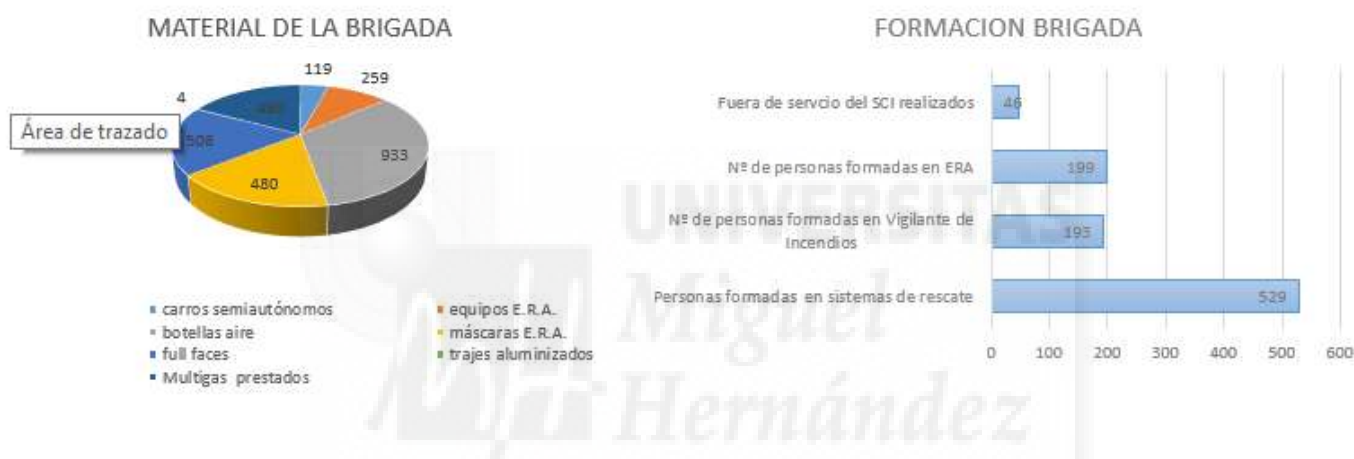 MATERIAL DE LA BRIGADA
119
259
4
Área de trazado
508
933
480
carros semiautónomos
equipos E.R.A.
botellas aire
máscaras E.R.A.
full faces
trajes aluminizados
Multigas prestados
FORMACION BRIGADA
Fuera de servcio del SCI realizados
46
Nº de personas formadas en ERA
199
Nº de personas formadas en Vigilante de
Incendios
193
Personas formadas en sistemas de rescate
529
0 100 200 300 400 500 600
UNIVERSITAS
Miguel
Hernández